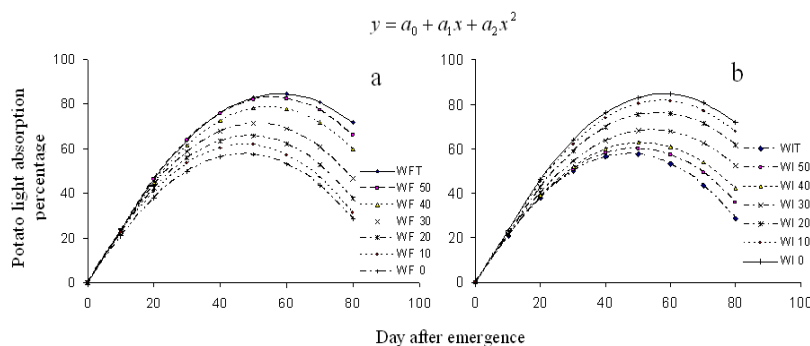 y = a₀ + a₁x + a₂x²
Potato light absorption
percentage
100
80
60
40
20
0
0
20
40
60
80
100
a
WFT
WF 50
WF 40
WF 30
WF 20
WF 10
WF 0
100
80
60
40
20
0
0
20
40
60
80
100
b
WIT
WI 50
WI 40
WI 30
WI 20
WI 10
WI 0
Day after emergence